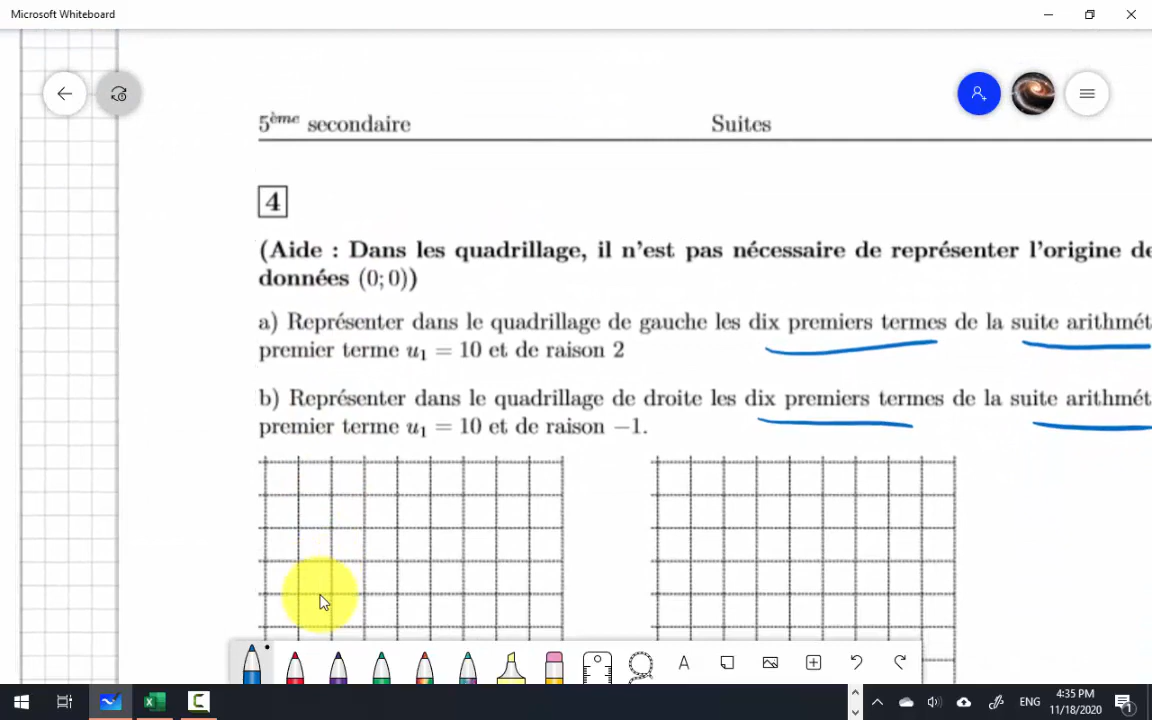 Microsoft Whiteboard
5ème secondaire Suites
4
(Aide : Dans les quadrillage, il n'est pas nécessaire de représenter l'origine de
données (0; 0))
a) Représenter dans le quadrillage de gauche les dix premiers termes de la suite arithmét
premier terme u₁ = 10 et de raison 2
b) Représenter dans le quadrillage de droite les dix premiers termes de la suite arithmét
premier terme u₁ = 10 et de raison −1.
A
ENG
4:35 PM
11/18/2020
1